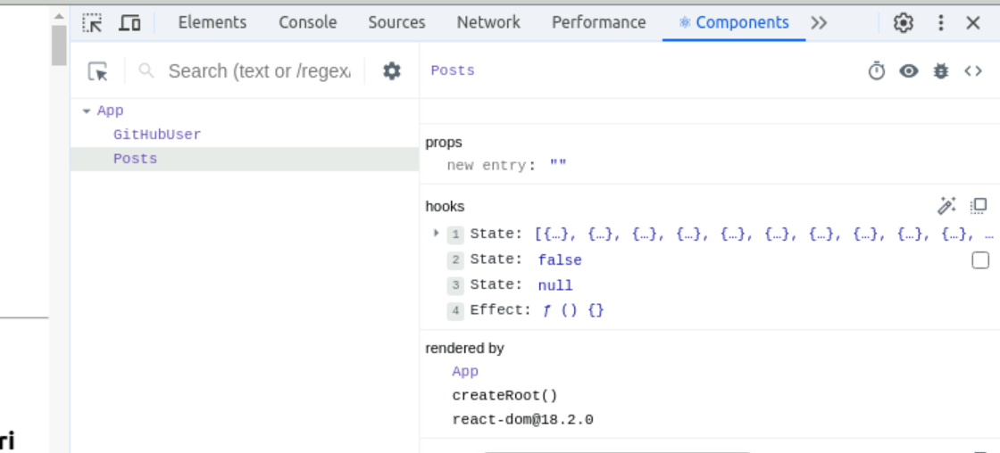 Elements Console Sources Network Performance Components
Search (text or /regex/
Posts
App
GitHubUser
Posts
props
new entry: ""
hooks
1 State: [{…}, {…}, {…}, {…}, {…}, {…}, {…}, {…}, {…}, {…}, …
2 State: false
3 State: null
4 Effect: ƒ () {}
rendered by
App
createRoot()
react-dom@18.2.0
ri